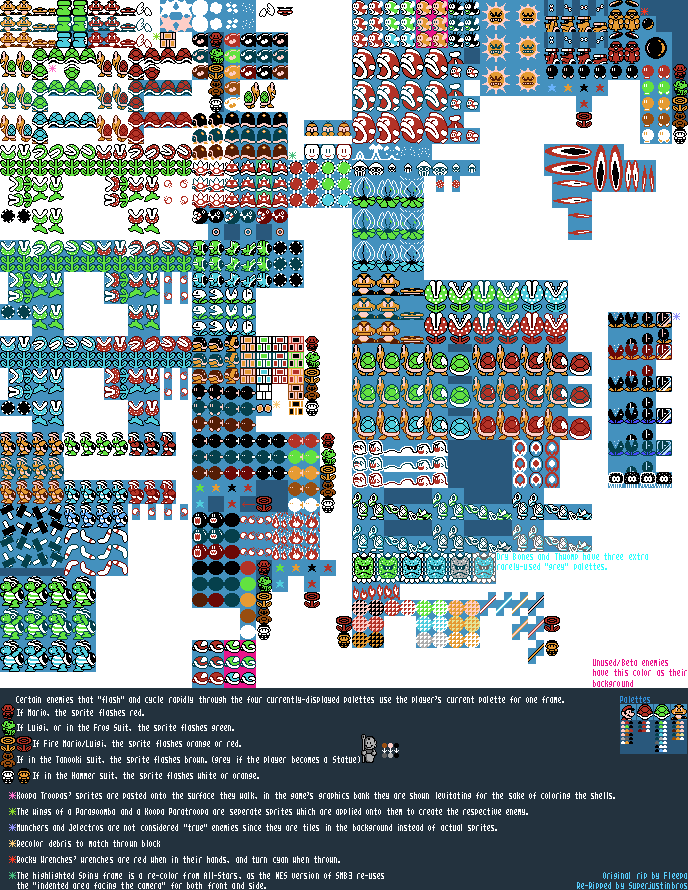 Dry Bones and Thwomp have three extra
rarely-used "grey" palettes.
Unused/Beta enemies
have this color as their
background
Certain enemies that "flash" and cycle rapidly through the four currently-displayed palettes use the player's current palette for one frame.
Palettes
If Mario, the sprite flashes red.
If Luigi, or in the Frog Suit, the sprite flashes green.
If Fire Mario/Luigi, the sprite flashes orange or red.
If in the Tanooki suit, the sprite flashes brown. (grey if the player becomes a Statue)
If in the Hammer suit, the sprite flashes white or orange.
Koopa Troopas' sprites are pasted onto the surface they walk, in the game's graphics bank they are shown levitating for the sake of coloring the shells.
The wings of a Paragoomba and a Koopa Paratroopa are seperate sprites which are applied onto them to create the respective enemy.
Munchers and Jelectros are not considered "true" enemies since they are tiles in the background instead of actual sprites.
Recolor debris to match thrown block
Rocky Wrenches' wrenches are red when in their hands, and turn cyan when thrown.
The highlighted Spiny frame is a re-color from All-Stars, as the NES version of SMB3 re-uses
the "indented area facing the camera" for both front and side.
Original rip by Fleepa
Re-Ripped by Superjustinbros